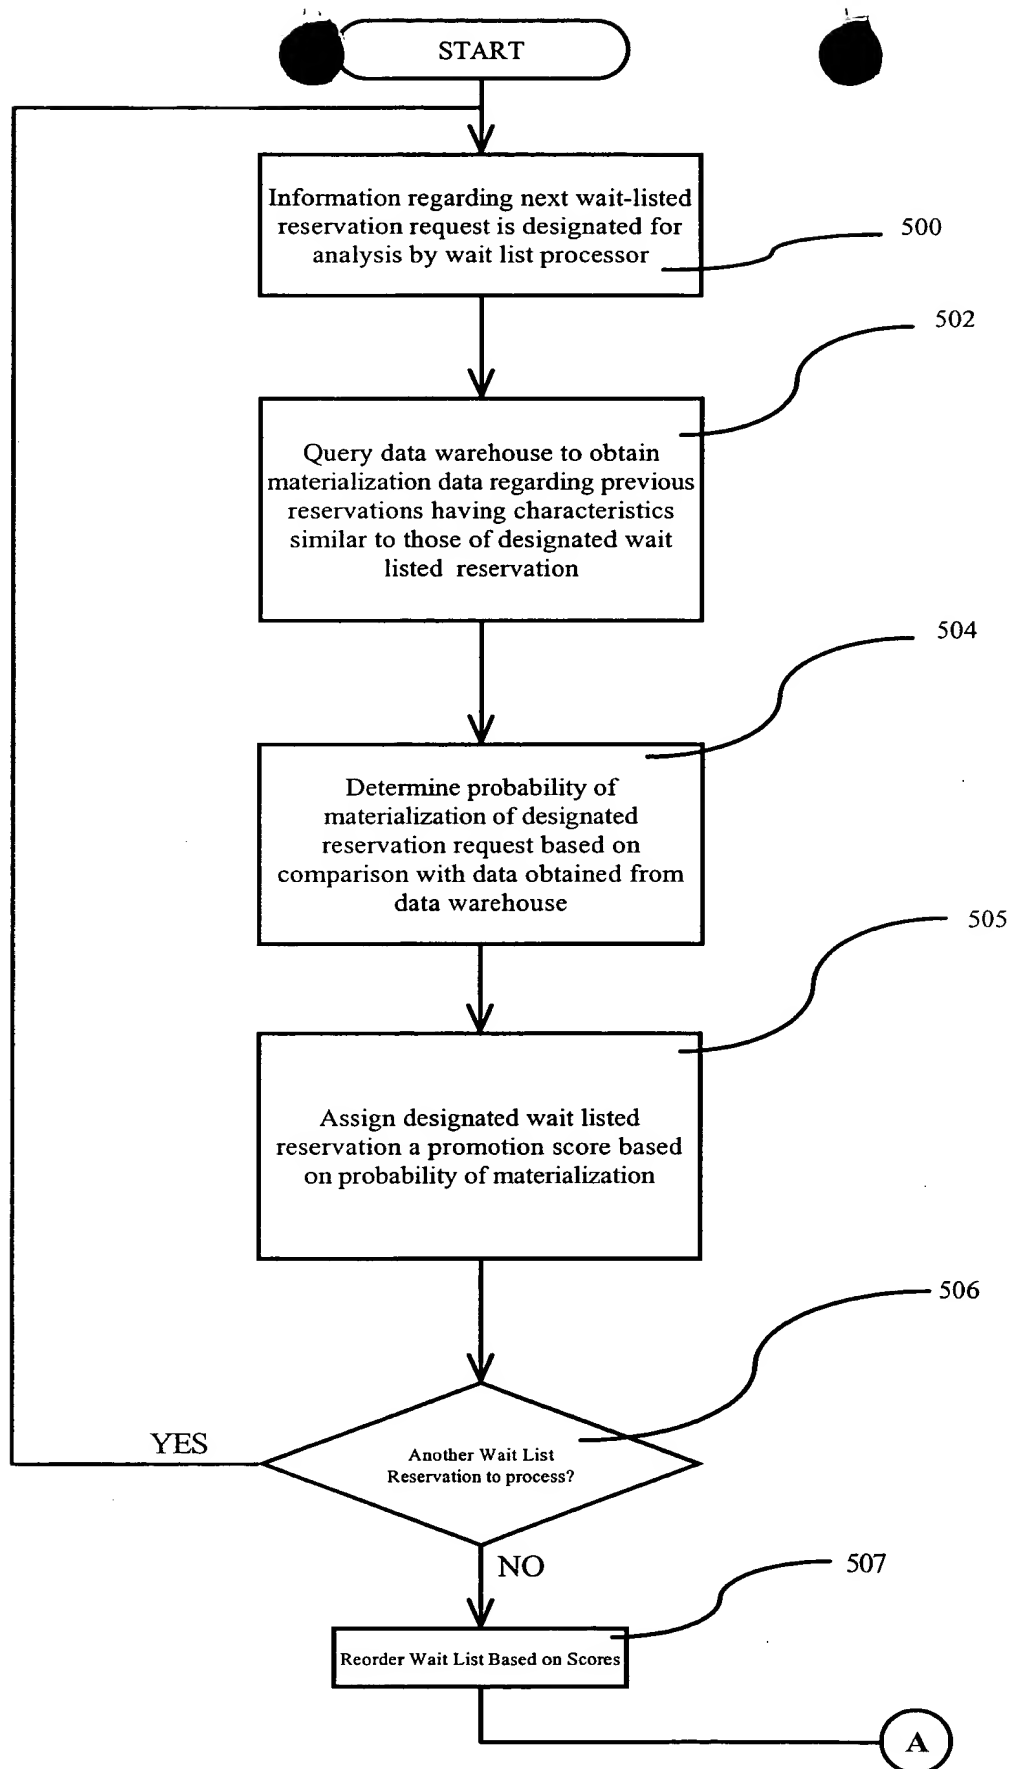 START
Information regarding next wait-listed
reservation request is designated for
analysis by wait list processor
500
502
Query data warehouse to obtain
materialization data regarding previous
reservations having characteristics
similar to those of designated wait
listed reservation
504
Determine probability of
materialization of designated
reservation request based on
comparison with data obtained from
data warehouse
505
Assign designated wait listed
reservation a promotion score based
on probability of materialization
506
YES
Another Wait List
Reservation to process?
NO
507
Reorder Wait List Based on Scores
A